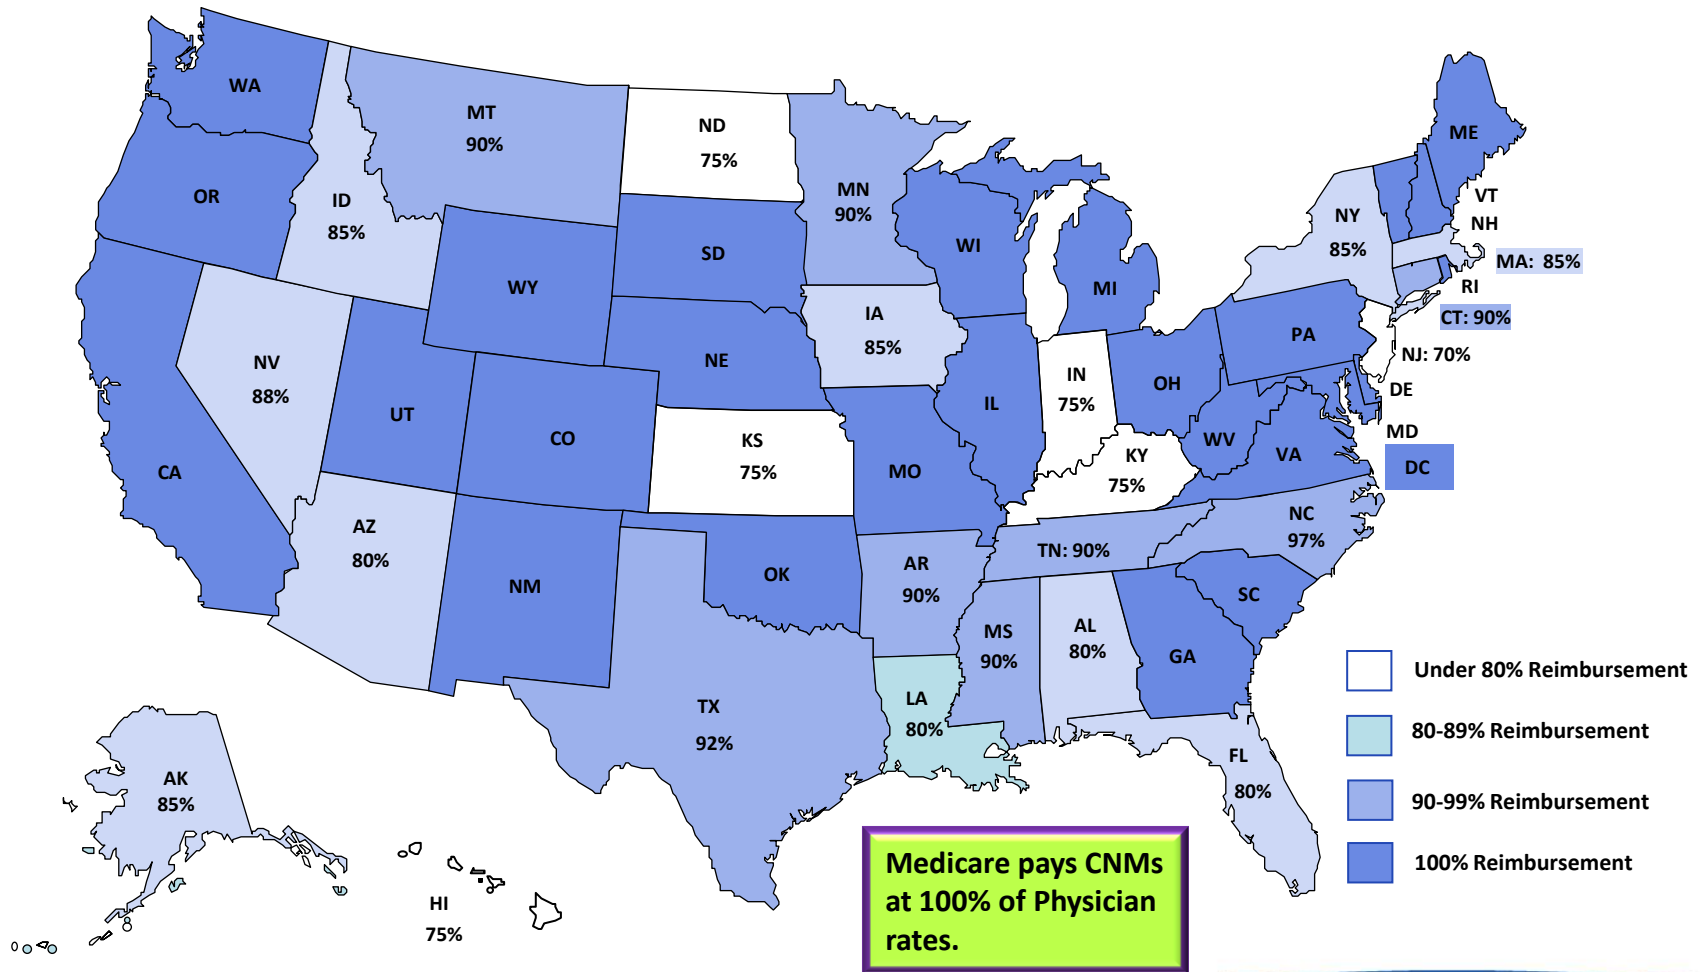 WA
MT
90%
ND
75%
MN
90%
ME
OR
ID
85%
VT
NH
NY
85%
MA: 85%
WI
SD
WY
MI
RI
CT: 90%
IA
85%
NE
PA
NJ: 70%
NV
88%
IN
75%
OH
DE
UT
CO
KS
75%
IL
MD
WV
VA
DC
CA
MO
KY
75%
AZ
80%
NC
97%
TN: 90%
NM
OK
AR
90%
SC
MS
90%
AL
80%
GA
Under 80% Reimbursement
TX
92%
LA
80%
80-89% Reimbursement
FL
80%
AK
85%
90-99% Reimbursement
100% Reimbursement
HI
75%
Medicare pays CNMs
at 100% of Physician
rates.